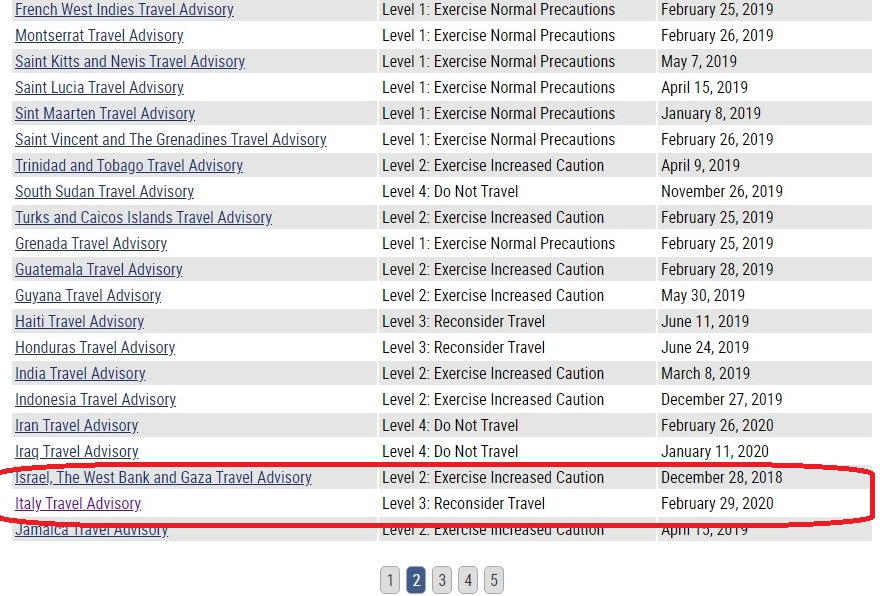 French West Indies Travel Advisory Level 1: Exercise Normal Precautions February 25, 2019
Montserrat Travel Advisory Level 1: Exercise Normal Precautions February 26, 2019
Saint Kitts and Nevis Travel Advisory Level 1: Exercise Normal Precautions May 7, 2019
Saint Lucia Travel Advisory Level 1: Exercise Normal Precautions April 15, 2019
Sint Maarten Travel Advisory Level 1: Exercise Normal Precautions January 8, 2019
Saint Vincent and The Grenadines Travel Advisory Level 1: Exercise Normal Precautions February 26, 2019
Trinidad and Tobago Travel Advisory Level 2: Exercise Increased Caution April 9, 2019
South Sudan Travel Advisory Level 4: Do Not Travel November 26, 2019
Turks and Caicos Islands Travel Advisory Level 2: Exercise Increased Caution February 25, 2019
Grenada Travel Advisory Level 1: Exercise Normal Precautions February 25, 2019
Guatemala Travel Advisory Level 2: Exercise Increased Caution February 28, 2019
Guyana Travel Advisory Level 2: Exercise Increased Caution May 30, 2019
Haiti Travel Advisory Level 3: Reconsider Travel June 11, 2019
Honduras Travel Advisory Level 3: Reconsider Travel June 24, 2019
India Travel Advisory Level 2: Exercise Increased Caution March 8, 2019
Indonesia Travel Advisory Level 2: Exercise Increased Caution December 27, 2019
Iran Travel Advisory Level 4: Do Not Travel February 26, 2020
Iraq Travel Advisory Level 4: Do Not Travel January 11, 2020
Israel, The West Bank and Gaza Travel Advisory Level 2: Exercise Increased Caution December 28, 2018
Italy Travel Advisory Level 3: Reconsider Travel February 29, 2020
Jamaica Travel Advisory Level 2: Exercise Increased Caution April 15, 2019
1 2 3 4 5